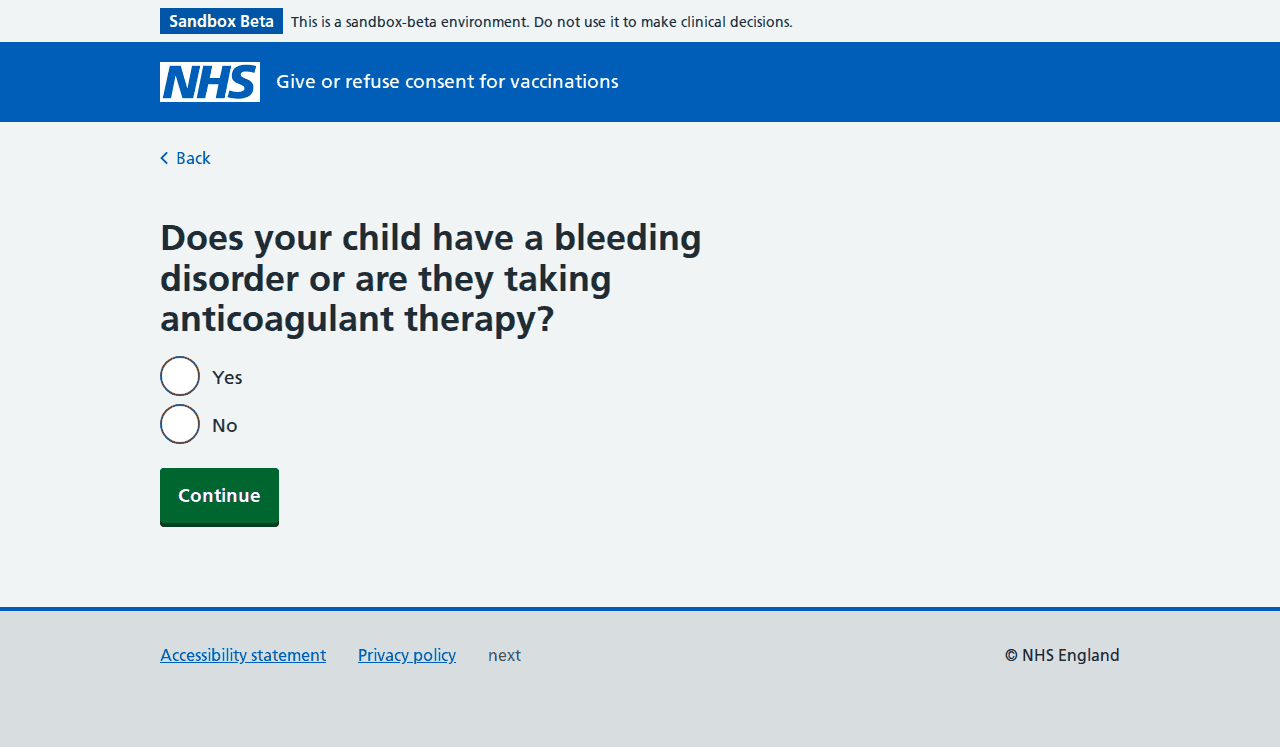 Sandbox Beta This is a sandbox-beta environment. Do not use it to make clinical decisions.
NHS Give or refuse consent for vaccinations
Back
Does your child have a bleeding
disorder or are they taking
anticoagulant therapy?
Yes
No
Continue
Accessibility statement Privacy policy next © NHS England